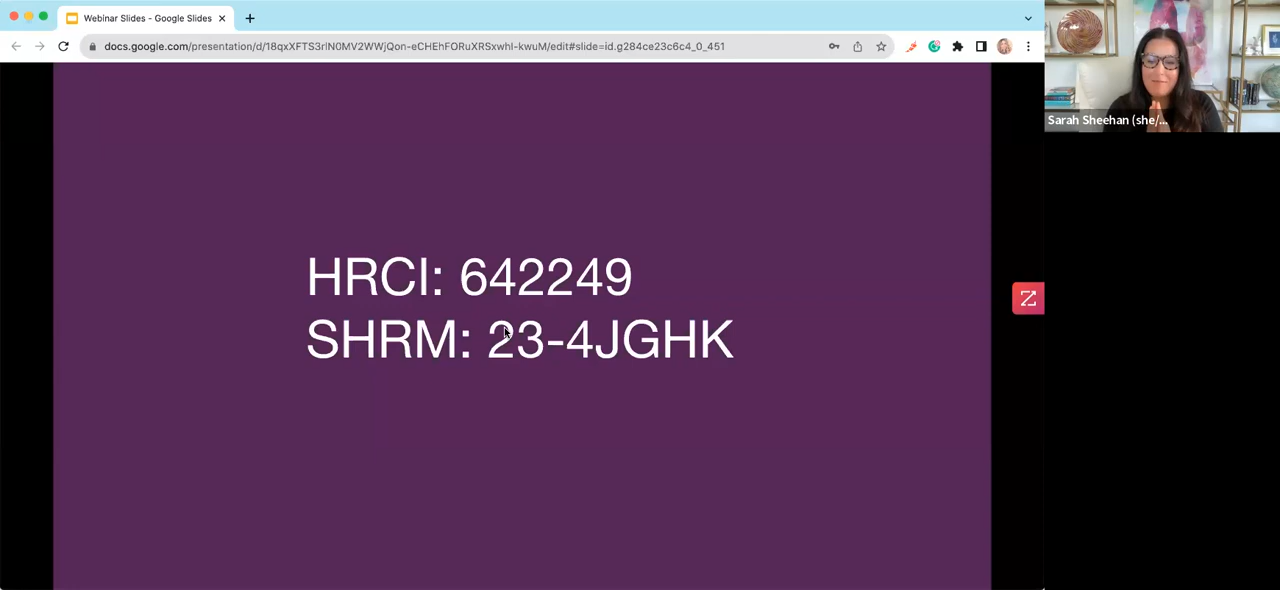 Webinar Slides - Google Slides
docs.google.com/presentation/d/18qxXFTS3rlN0MV2WWjQon-eCHEhFORuXRSxwhI-kwuM/edit#slide=id.g284ce23c6c4_0_451
Sarah Sheehan (she/...
HRCI: 642249
SHRM: 23-4JGHK